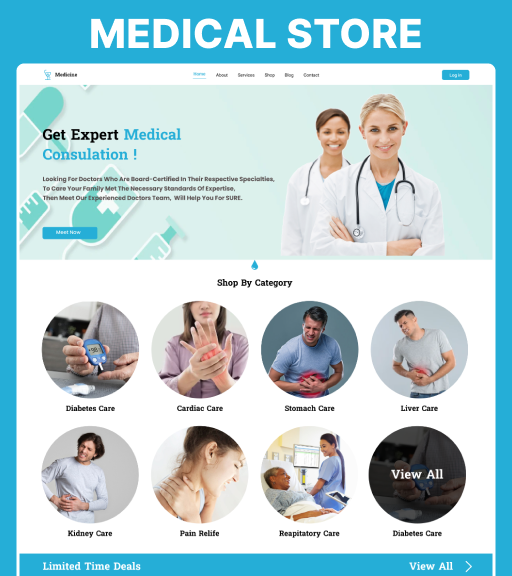 MEDICAL STORE
Medicine
Home About Services Shop Blog Contact
Log in
Get Expert Medical
Consulation !
Looking For Doctors Who Are Board-Certified In Their Respective Specialties,
To Care Your Family Met The Necessary Standards Of Expertise,
Then Meet Our Experienced Doctors Team, Will Help You For SURE.
Meet Now
Shop By Category
Diabetes Care
Cardiac Care
Stomach Care
Liver Care
View All
Kidney Care
Pain Relife
Reapitatory Care
Diabetes Care
Limited Time Deals
View All